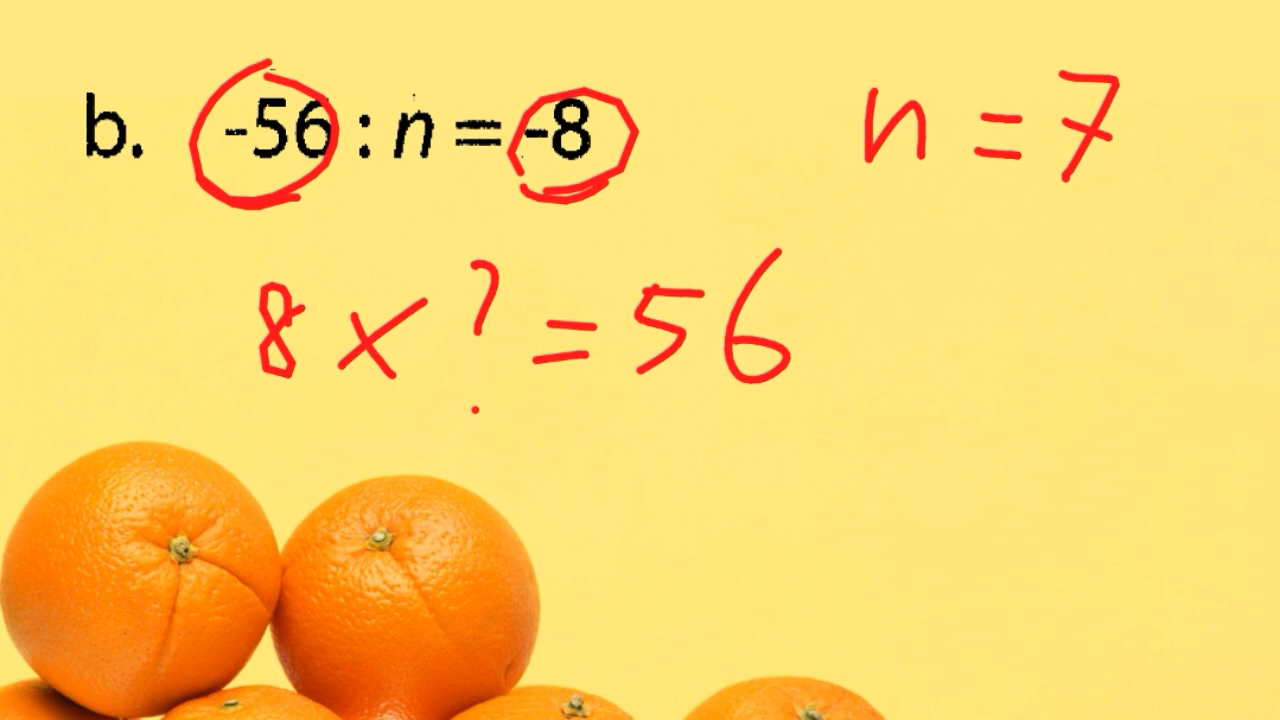 b. -56 : n = -8 n = 7
8 x ? = 56